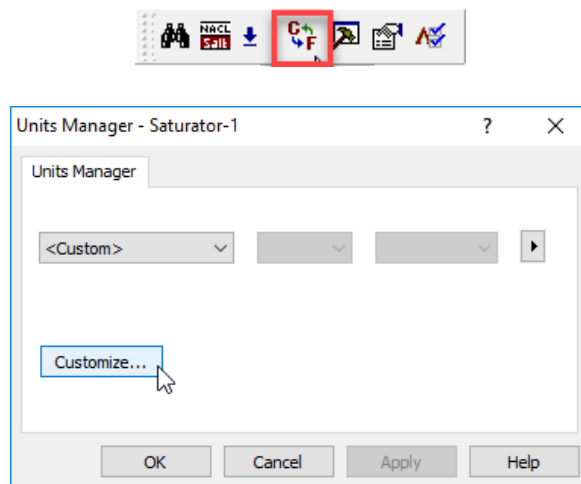 NACL
Salt
C
F
Units Manager - Saturator-1
?
Units Manager
<Custom>
Customize...
OK Cancel Apply Help